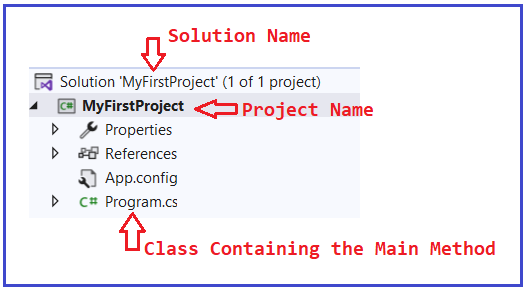 Solution Name
Solution 'MyFirstProject' (1 of 1 project)
C# MyFirstProject
Project Name
Properties
References
App.config
C# Program.cs
Class Containing the Main Method